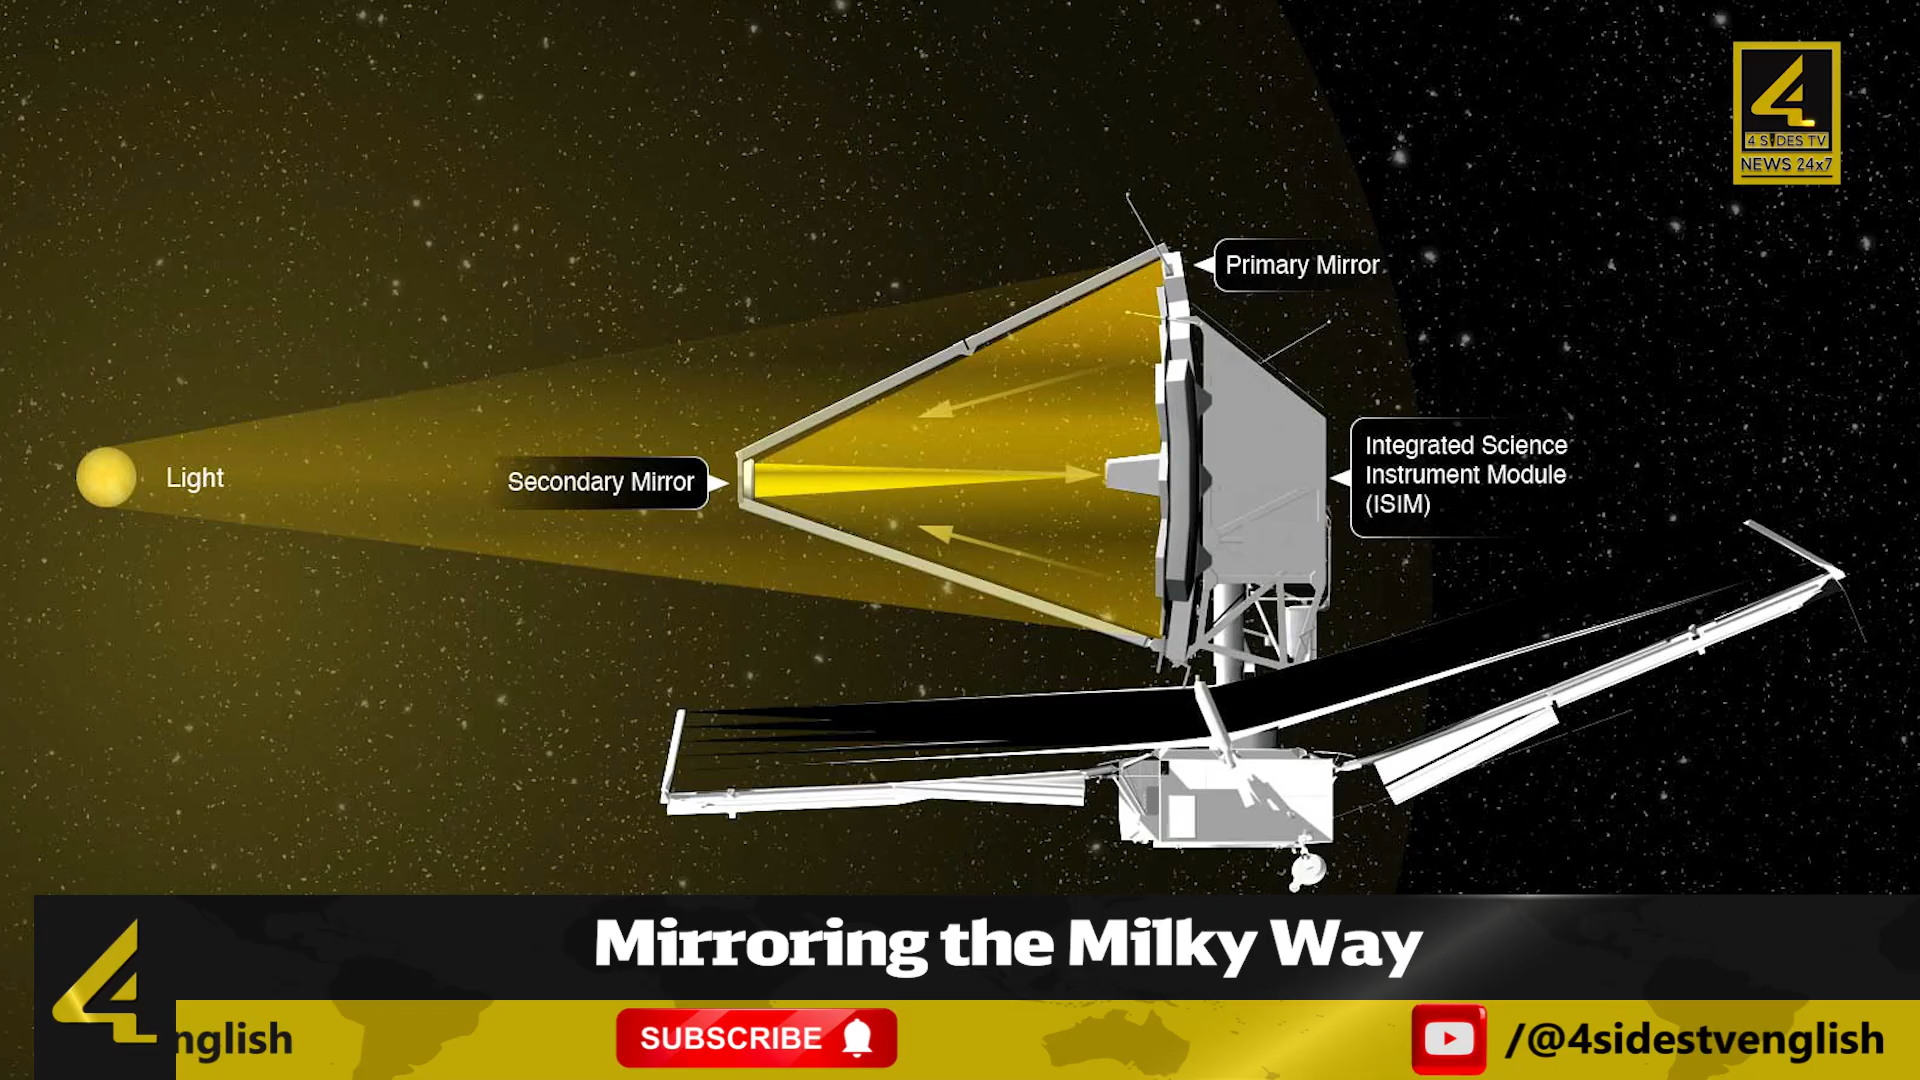 4 SIDES TV
NEWS 24x7
Primary Mirror
Light
Secondary Mirror
Integrated Science
Instrument Module
(ISIM)
Mirroring the Milky Way
nglish
SUBSCRIBE
/@4sidestvenglish